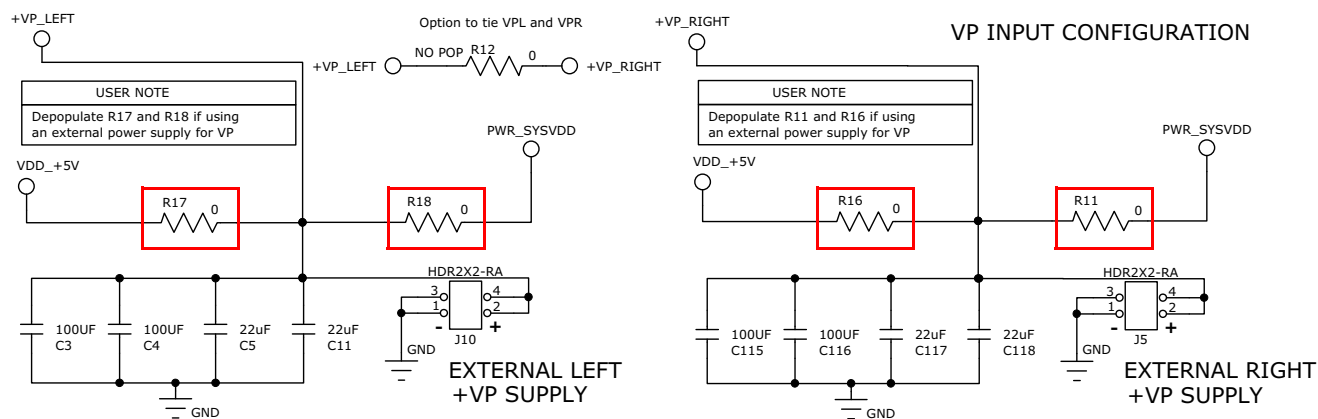 +VP_LEFT
Option to tie VPL and VPR
NO POP
R12
0
+VP_LEFT
+VP_RIGHT
USER NOTE
Depopulate R17 and R18 if using
an external power supply for VP
PWR_SYSVDD
VDD_+5V
R17
0
R18
0
HDR2X2-RA
3
4
1
2
-
+
J10
GND
100UF
C3
100UF
C4
22uF
C5
22uF
C11
GND
EXTERNAL LEFT
+VP SUPPLY
+VP_RIGHT
VP INPUT CONFIGURATION
USER NOTE
Depopulate R11 and R16 if using
an external power supply for VP
PWR_SYSVDD
VDD_+5V
R16
0
R11
0
HDR2X2-RA
3
4
1
2
-
+
J5
GND
100UF
C115
100UF
C116
22uF
C117
22uF
C118
GND
EXTERNAL RIGHT
+VP SUPPLY